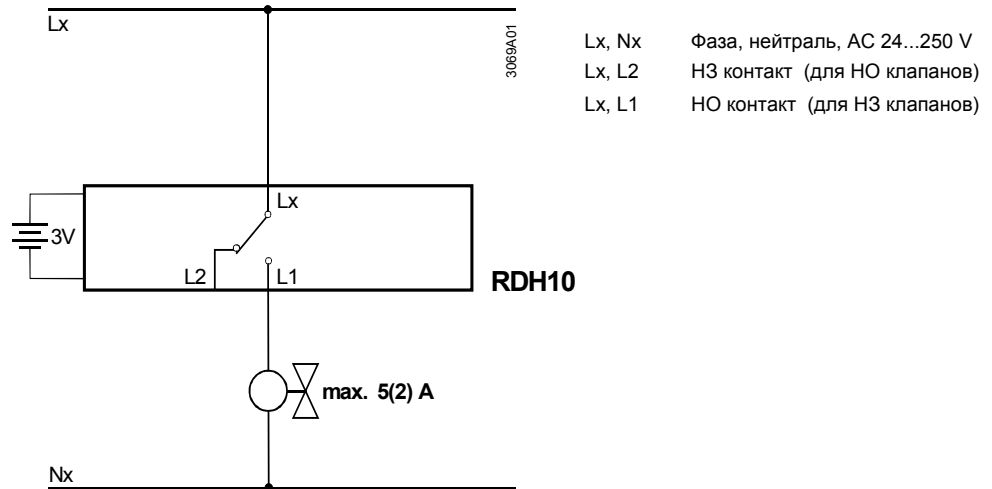 Lx
3069A01
Lx, Nx Фаза, нейтраль, AC 24...250 V
Lx, L2 НЗ контакт (для НО клапанов)
Lx, L1 НО контакт (для НЗ клапанов)
Lx
3V
L2
L1
RDH10
max. 5(2) A
Nx